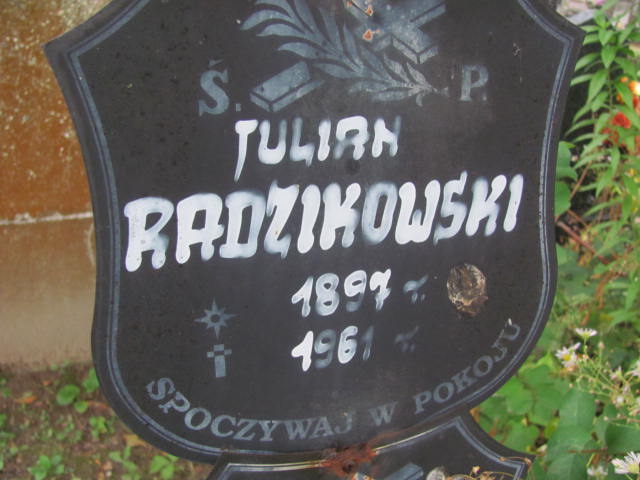 Ś. P.
JULIAN
RADZIKOWSKI
1897 r.
1961 r.
SPOCZYWAJ W POKOJU